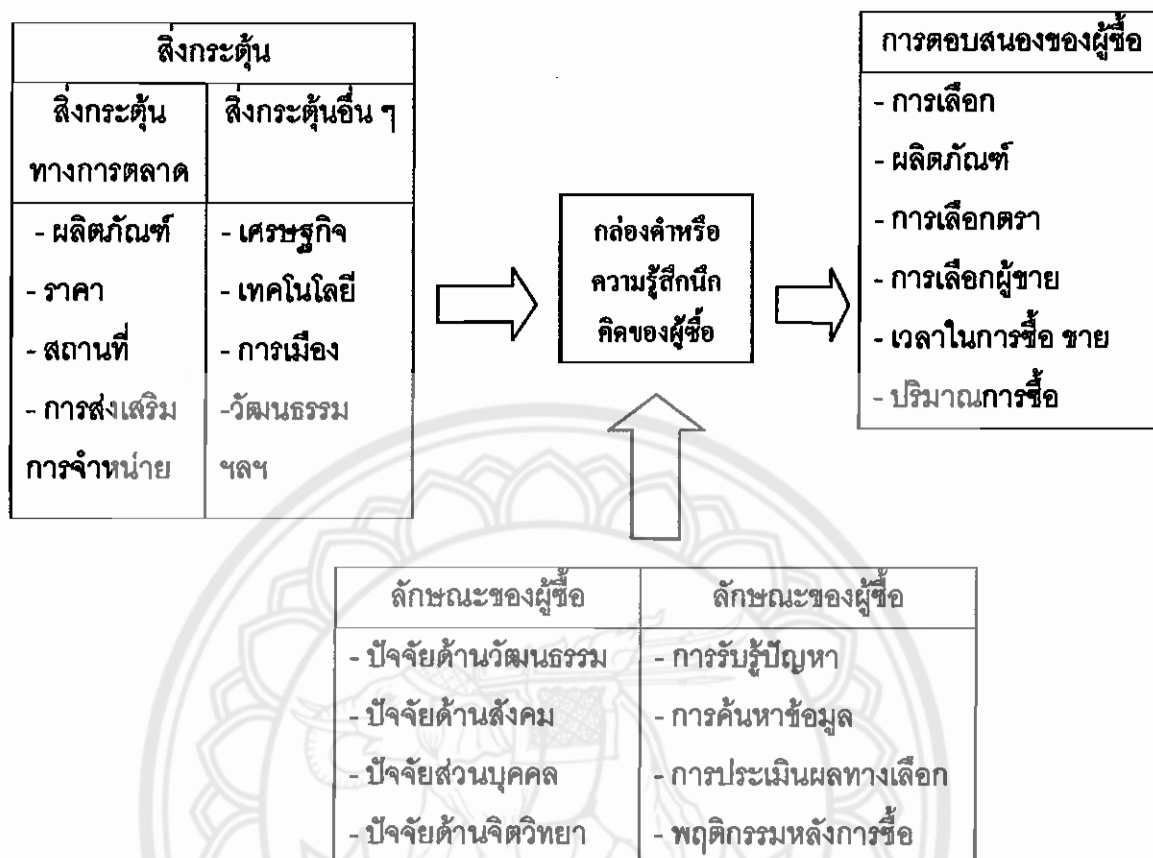 สิ่งกระตุ้น
สิ่งกระตุ้น
ทางการตลาด
สิ่งกระตุ้นอื่น ๆ
- ผลิตภัณฑ์
- ราคา
- สถานที่
- การส่งเสริม
การจำหน่าย
- เศรษฐกิจ
- เทคโนโลยี
- การเมือง
-วัฒนธรรม
ฯลฯ
กล่องดำหรือ
ความรู้สึกนึก
คิดของผู้ซื้อ
การตอบสนองของผู้ซื้อ
- การเลือก
- ผลิตภัณฑ์
- การเลือกตรา
- การเลือกผู้ขาย
- เวลาในการซื้อ ขาย
- ปริมาณการซื้อ
ลักษณะของผู้ซื้อ
- ปัจจัยด้านวัฒนธรรม
- ปัจจัยด้านสังคม
- ปัจจัยส่วนบุคคล
- ปัจจัยด้านจิตวิทยา
ลักษณะของผู้ซื้อ
- การรับรู้ปัญหา
- การค้นหาข้อมูล
- การประเมินผลทางเลือก
- พฤติกรรมหลังการซื้อ